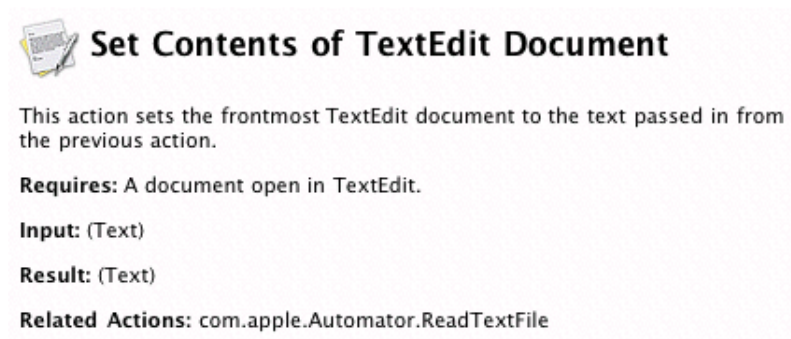 Set Contents of TextEdit Document
This action sets the frontmost TextEdit document to the text passed in from
the previous action.
Requires: A document open in TextEdit.
Input: (Text)
Result: (Text)
Related Actions: com.apple.Automator.ReadTextFile